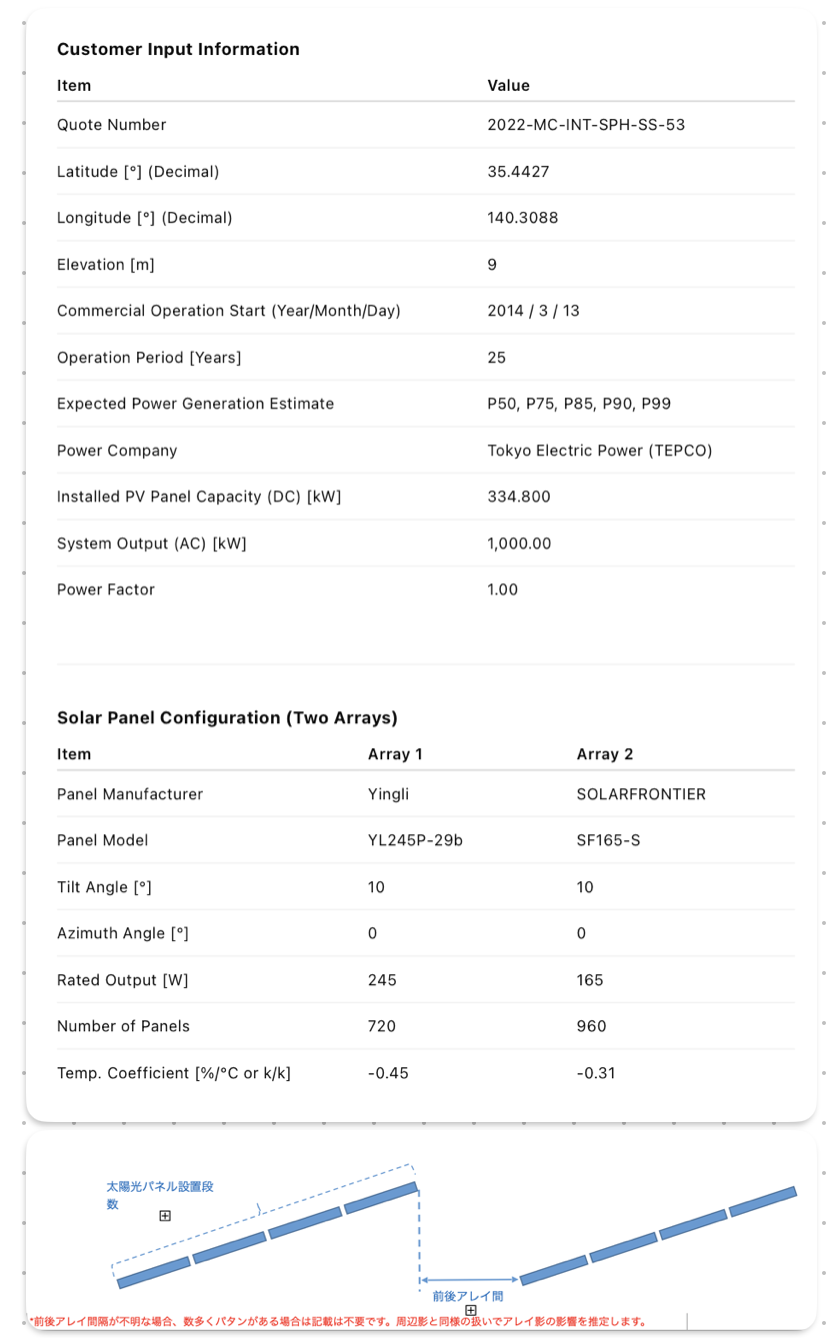 Customer Input Information
Item Value
Quote Number 2022-MC-INT-SPH-SS-53
Latitude [°] (Decimal) 35.4427
Longitude [°] (Decimal) 140.3088
Elevation [m] 9
Commercial Operation Start (Year/Month/Day) 2014 / 3 / 13
Operation Period [Years] 25
Expected Power Generation Estimate P50, P75, P85, P90, P99
Power Company Tokyo Electric Power (TEPCO)
Installed PV Panel Capacity (DC) [kW] 334.800
System Output (AC) [kW] 1,000.00
Power Factor 1.00
Solar Panel Configuration (Two Arrays)
Item Array 1 Array 2
Panel Manufacturer Yingli SOLARFRONTIER
Panel Model YL245P-29b SF165-S
Tilt Angle [°] 10 10
Azimuth Angle [°] 0 0
Rated Output [W] 245 165
Number of Panels 720 960
Temp. Coefficient [%/°C or k/k] -0.45 -0.31
太陽光パネル設置段
数
前後アレイ間
*前後アレイ間隔が不明な場合、数多くパタンがある場合は記載は不要です。周辺影と同様の扱いでアレイ影の影響を推定します。